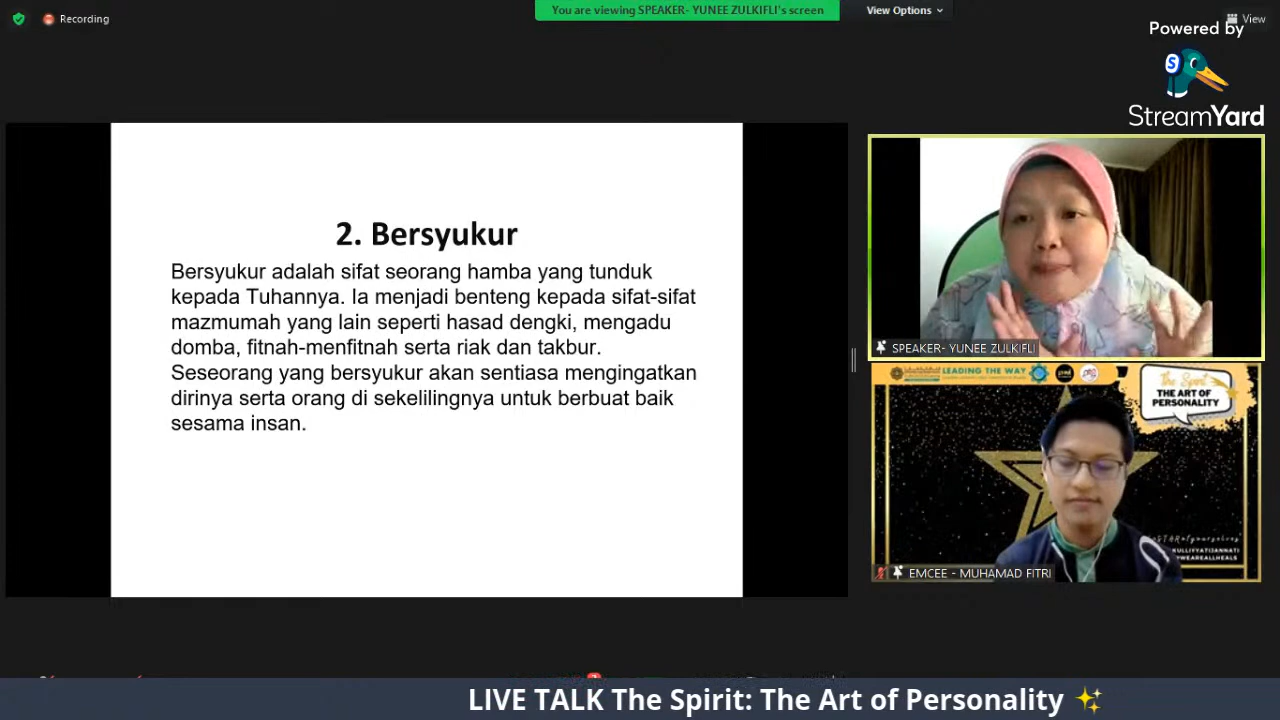 Recording
You are viewing SPEAKER- YUNEE ZULKIFLI's screen
View Options
View
Powered by
StreamYard
2. Bersyukur
Bersyukur adalah sifat seorang hamba yang tunduk
kepada Tuhannya. Ia menjadi benteng kepada sifat-sifat
mazmumah yang lain seperti hasad dengki, mengadu
domba, fitnah-menfitnah serta riak dan takbur.
Seseorang yang bersyukur akan sentiasa mengingatkan
dirinya serta orang di sekelilingnya untuk berbuat baik
sesama insan.
SPEAKER- YUNEE ZULKIFLI
LEADING THE WAY
the Spirit
THE ART OF
PERSONALITY
KULLIYYATIJANNATI
WEAREALLHEALS
EMCEE - MUHAMAD FITRI
LIVE TALK The Spirit: The Art of Personality ✨